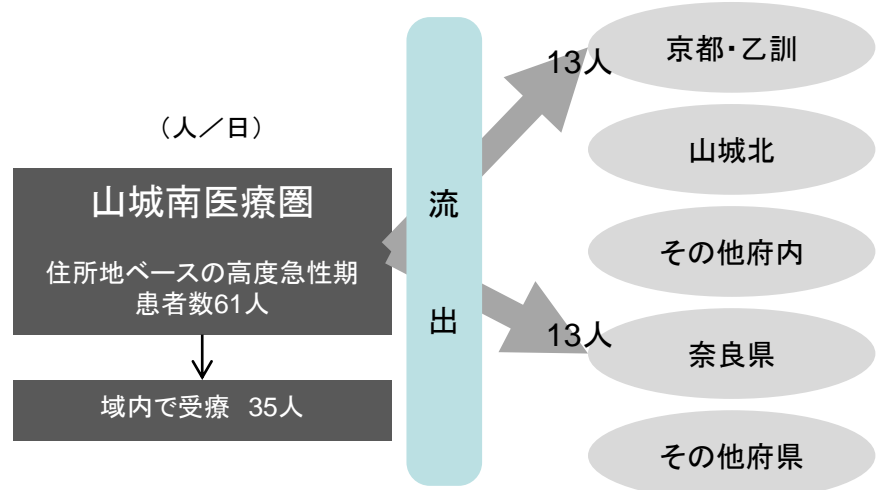 （人／日）
山城南医療圏
住所地ベースの高度急性期
患者数61人
域内で受療 35人
流
出
13人
京都・乙訓
山城北
その他府内
13人
奈良県
その他府県